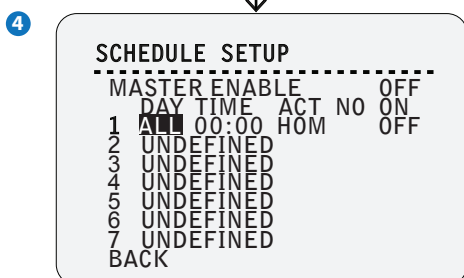 4
SCHEDULE SETUP
MASTER ENABLE OFF
DAY TIME ACT NO ON
1 ALL 00:00 HOM OFF
2 UNDEFINED
3 UNDEFINED
4 UNDEFINED
5 UNDEFINED
6 UNDEFINED
7 UNDEFINED
BACK